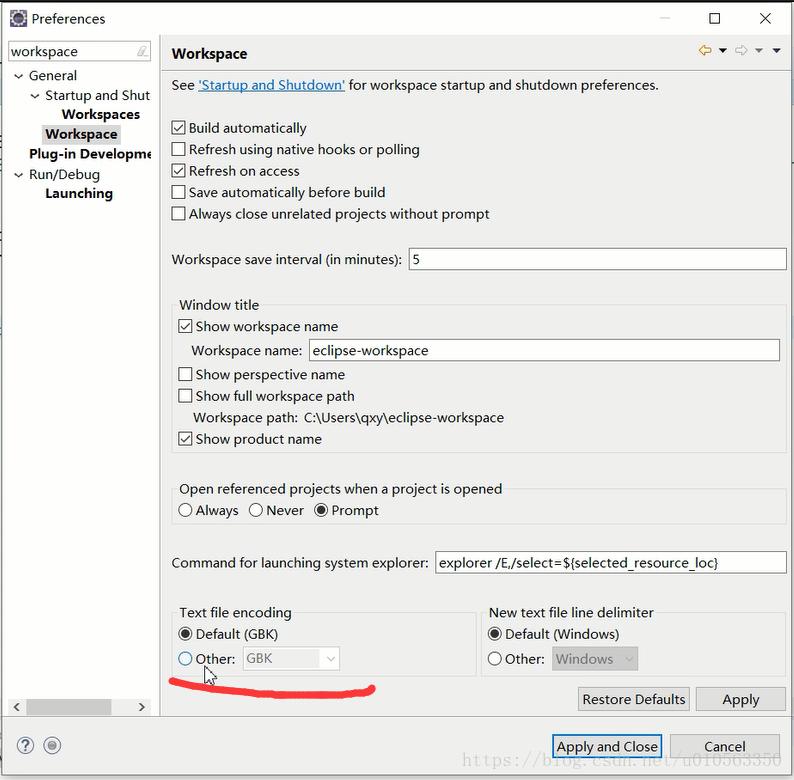 Preferences
workspace
General
Startup and Shut
Workspaces
Workspace
Plug-in Developme
Run/Debug
Launching
Workspace
See 'Startup and Shutdown' for workspace startup and shutdown preferences.
Build automatically
Refresh using native hooks or polling
Refresh on access
Save automatically before build
Always close unrelated projects without prompt
Workspace save interval (in minutes): 5
Window title
Show workspace name
Workspace name: eclipse-workspace
Show perspective name
Show full workspace path
Workspace path: C:\Users\qxy\eclipse-workspace
Show product name
Open referenced projects when a project is opened
Always Never Prompt
Command for launching system explorer: explorer /E,/select=${selected_resource_loc}
Text file encoding
Default (GBK)
Other: GBK
New text file line delimiter
Default (Windows)
Other: Windows
Restore Defaults Apply
Apply and Close Cancel
https://blog.csdn.net/u010563350